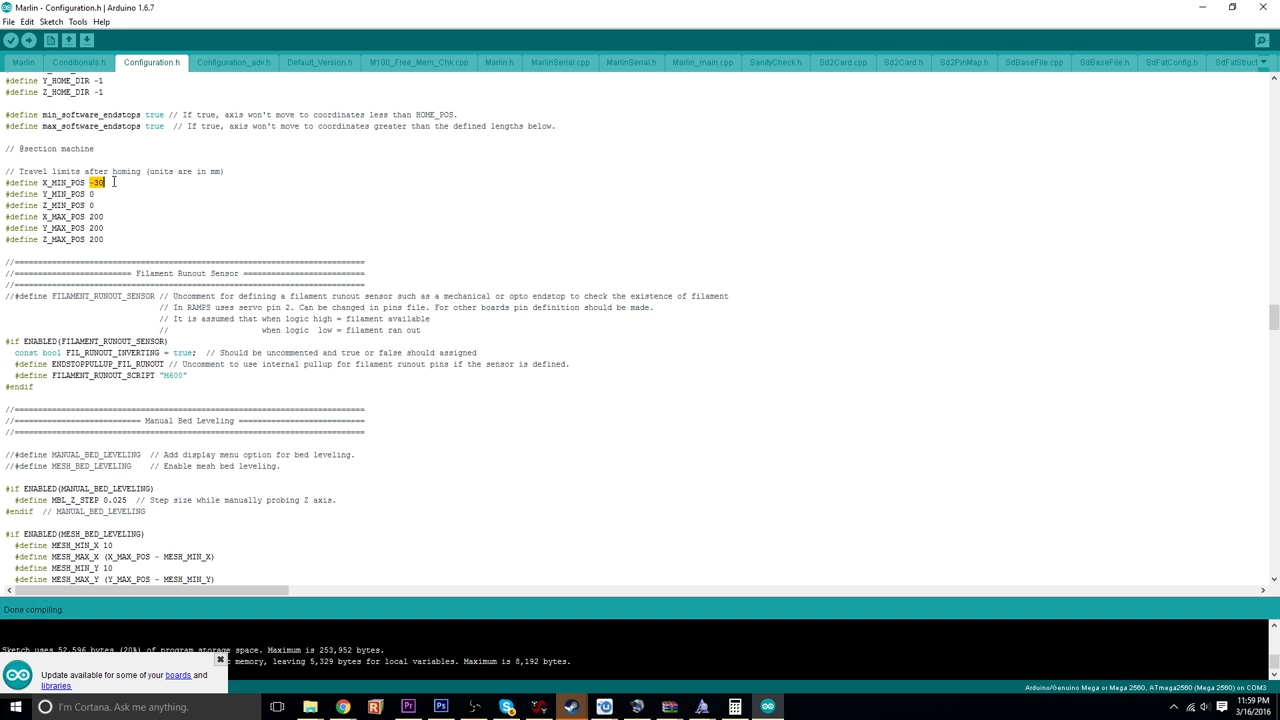 Marlin - Configuration.h | Arduino 1.6.7
File Edit Sketch Tools Help
Marlin Conditionals.h Configuration.h Configuration_adv.h Default_Version.h M100_Free_Mem_Chk.cpp Marlin.h MarlinSerial.cpp MarlinSerial.h Marlin_main.cpp SanityCheck.h Sd2Card.cpp Sd2Card.h Sd2PinMap.h SdBaseFile.cpp SdBaseFile.h SdFatConfig.h SdFatStruct
#define Y_HOME_DIR -1
#define Z_HOME_DIR -1
#define min_software_endstops true // If true, axis won't move to coordinates less than HOME_POS.
#define max_software_endstops true  // If true, axis won't move to coordinates greater than the defined lengths below.
// @section machine
// Travel limits after homing (units are in mm)
#define X_MIN_POS -30
#define Y_MIN_POS 0
#define Z_MIN_POS 0
#define X_MAX_POS 200
#define Y_MAX_POS 200
#define Z_MAX_POS 200
//===========================================================================
//========================= Filament Runout Sensor ==========================
//===========================================================================
//#define FILAMENT_RUNOUT_SENSOR // Uncomment for defining a filament runout sensor such as a mechanical or opto endstop to check the existence of filament
// In RAMPS uses servo pin 2. Can be changed in pins file. For other boards pin definition should be made.
// It is assumed that when logic high = filament available
//                    when logic  low = filament ran out
#if ENABLED(FILAMENT_RUNOUT_SENSOR)
const bool FIL_RUNOUT_INVERTING = true;  // Should be uncommented and true or false should assigned
#define ENDSTOPPULLUP_FIL_RUNOUT // Uncomment to use internal pullup for filament runout pins if the sensor is defined.
#define FILAMENT_RUNOUT_SCRIPT "M600"
#endif
//===========================================================================
//=========================== Manual Bed Leveling ===========================
//===========================================================================
//#define MANUAL_BED_LEVELING  // Add display menu option for bed leveling.
//#define MESH_BED_LEVELING    // Enable mesh bed leveling.
#if ENABLED(MANUAL_BED_LEVELING)
#define MBL_Z_STEP 0.025  // Step size while manually probing Z axis.
#endif  // MANUAL_BED_LEVELING
#if ENABLED(MESH_BED_LEVELING)
#define MESH_MIN_X 10
#define MESH_MAX_X (X_MAX_POS - MESH_MIN_X)
#define MESH_MIN_Y 10
#define MESH_MAX_Y (Y_MAX_POS - MESH_MIN_Y)
Done compiling.
Sketch uses 52,596 bytes (20%) of program storage space. Maximum is 253,952 bytes.
memory, leaving 5,329 bytes for local variables. Maximum is 8,192 bytes.
Update available for some of your boards and
libraries
Arduino/Genuino Mega or Mega 2560, ATmega2560 (Mega 2560) on COM3
I'm Cortana. Ask me anything.
11:59 PM
3/16/2016